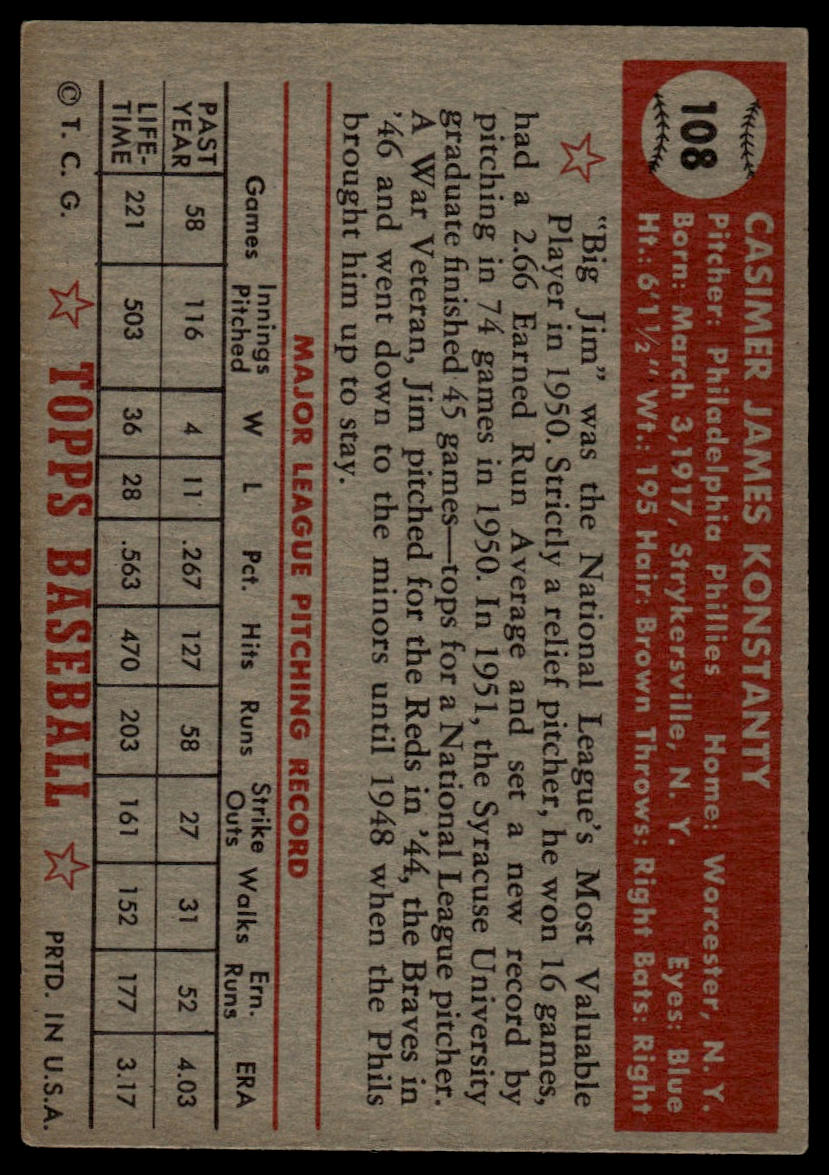 108
CASIMER JAMES KONSTANTY
Pitcher: Philadelphia Phillies Home: Worcester, N. Y.
Born: March 3, 1917, Strykersville, N. Y. Eyes: Blue
Ht.: 6'1½" Wt.: 195 Hair: Brown Throws: Right Bats: Right
"Big Jim" was the National League's Most Valuable
Player in 1950. Strictly a relief pitcher, he won 16 games,
had a 2.66 Earned Run Average and set a new record by
pitching in 74 games in 1950. In 1951, the Syracuse University
graduate finished 45 games—tops for a National League pitcher.
A War Veteran, Jim pitched for the Reds in '44, the Braves in
'46 and went down to the minors until 1948 when the Phils
brought him up to stay.
MAJOR LEAGUE PITCHING RECORD
Games Innings Pitched W L Pct. Hits Runs Strike Outs Walks Ern. Runs ERA
PAST YEAR 58 116 4 11 .267 127 58 27 31 52 4.03
LIFE-TIME 221 503 36 28 .563 470 203 161 152 177 3.17
© T. C. G. TOPPS BASEBALL PRTD. IN U.S.A.